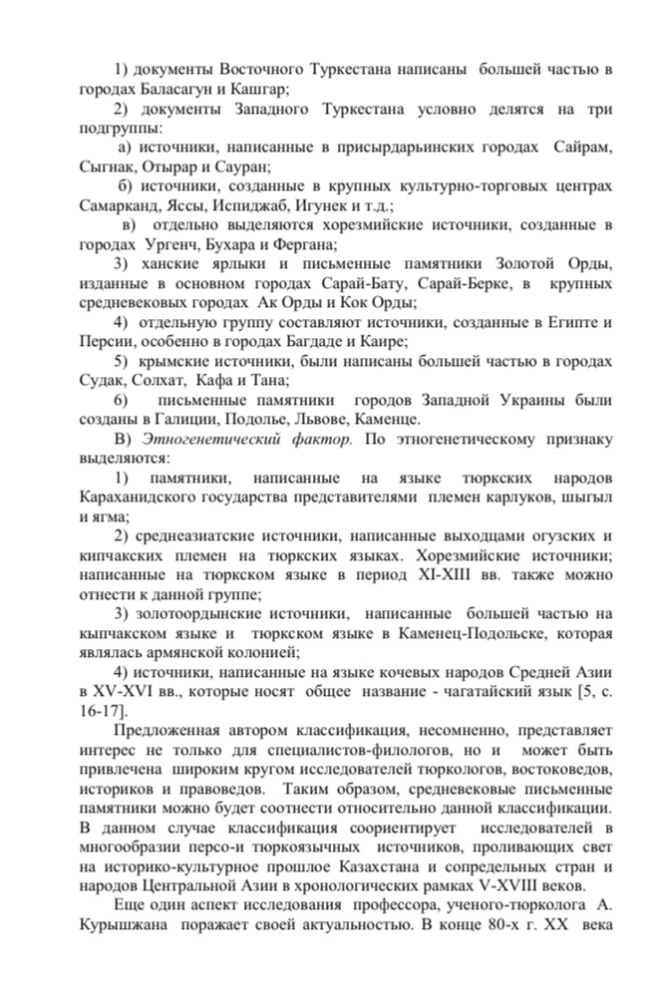 1) документы Восточного Туркестана написаны большей частью в
городах Баласагун и Кашгар;
2) документы Западного Туркестана условно делятся на три
подгруппы:
а) источники, написанные в присырдарьинских городах Сайрам,
Сыгнак, Отырар и Сауран;
б) источники, созданные в крупных культурно-торговых центрах
Самарканд, Яссы, Испиджаб, Игунек и т.д.;
в) отдельно выделяются хорезмийские источники, созданные в
городах Ургенч, Бухара и Фергана;
3) ханские ярлыки и письменные памятники Золотой Орды,
изданные в основном городах Сарай-Бату, Сарай-Берке, в крупных
средневековых городах Ак Орды и Кок Орды;
4) отдельную группу составляют источники, созданные в Египте и
Персии, особенно в городах Багдаде и Каире;
5) крымские источники, были написаны большей частью в городах
Судак, Солхат, Кафа и Тана;
6) письменные памятники городов Западной Украины были
созданы в Галиции, Подолье, Львове, Каменце.
В) Этногенетический фактор. По этногенетическому признаку
выделяются:
1) памятники, написанные на языке тюркских народов
Караханидского государства представителями племен карлуков, шыгыл
и ягма;
2) среднеазиатские источники, написанные выходцами огузских и
кипчакских племен на тюркских языках. Хорезмийские источники;
написанные на тюркском языке в период XI-XIII вв. также можно
отнести к данной группе;
3) золотоордынские источники, написанные большей частью на
кыпчакском языке и тюркском языке в Каменец-Подольске, которая
являлась армянской колонией;
4) источники, написанные на языке кочевых народов Средней Азии
в XV-XVI вв., которые носят общее название - чагатайский язык [5, с.
16-17].
Предложенная автором классификация, несомненно, представляет
интерес не только для специалистов-филологов, но и может быть
привлечена широким кругом исследователей тюркологов, востоковедов,
историков и правоведов. Таким образом, средневековые письменные
памятники можно будет соотнести относительно данной классификации.
В данном случае классификация соориентирует исследователей в
многообразии персо-и тюркоязычных источников, проливающих свет
на историко-культурное прошлое Казахстана и сопредельных стран и
народов Центральной Азии в хронологических рамках V-XVIII веков.
Еще один аспект исследования профессора, ученого-тюрколога А.
Курышжана поражает своей актуальностью. В конце 80-х г. XX века